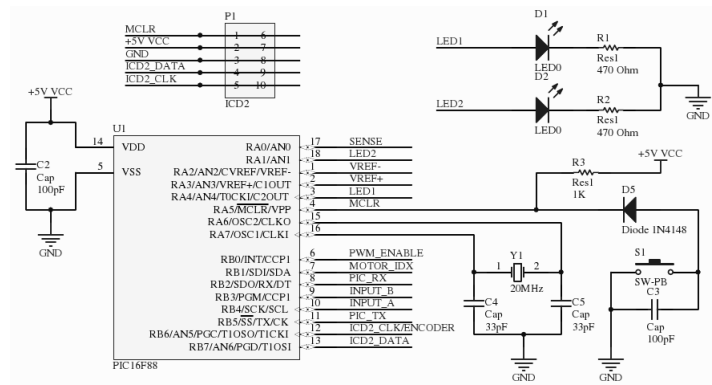 P1
MCLR 1 6
+5V VCC 2 7
GND 3 8
ICD2_DATA 4 9
ICD2_CLK 5 10
ICD2
D1
LED1
R1
LED0
Res1
470 Ohm
D2
LED2
R2
LED0
Res1
470 Ohm
GND
+5V VCC
C2
Cap
100pF
GND
U1
14 VDD
5 VSS
RA0/AN0 17 SENSE
RA1/AN1 18 LED2
RA2/AN2/CVREF/VREF- 1 VREF-
RA3/AN3/VREF+/C1OUT 2 VREF+
RA4/AN4/T0CKI/C2OUT 3 LED1
RA5/MCLR/VPP 4 MCLR
RA6/OSC2/CLKO 15
RA7/OSC1/CLKI 16
RB0/INT/CCP1 6 PWM_ENABLE
RB1/SDI/SDA 7 MOTOR_IDX
RB2/SDO/RX/DT 8 PIC_RX
RB3/PGM/CCP1 9 INPUT_B
RB4/SCK/SCL 10 INPUT_A
RB5/SS/TX/CK 11 PIC_TX
RB6/AN5/PGC/T1OSO/T1CKI 12 ICD2_CLK/ENCODER
RB7/AN6/PGD/T1OSI 13 ICD2_DATA
PIC16F88
+5V VCC
R3
Res1
1K
D5
Diode 1N4148
Y1
1 2
20MHz
C4
Cap
33pF
C5
Cap
33pF
GND
S1
SW-PB
C3
Cap
100pF
GND